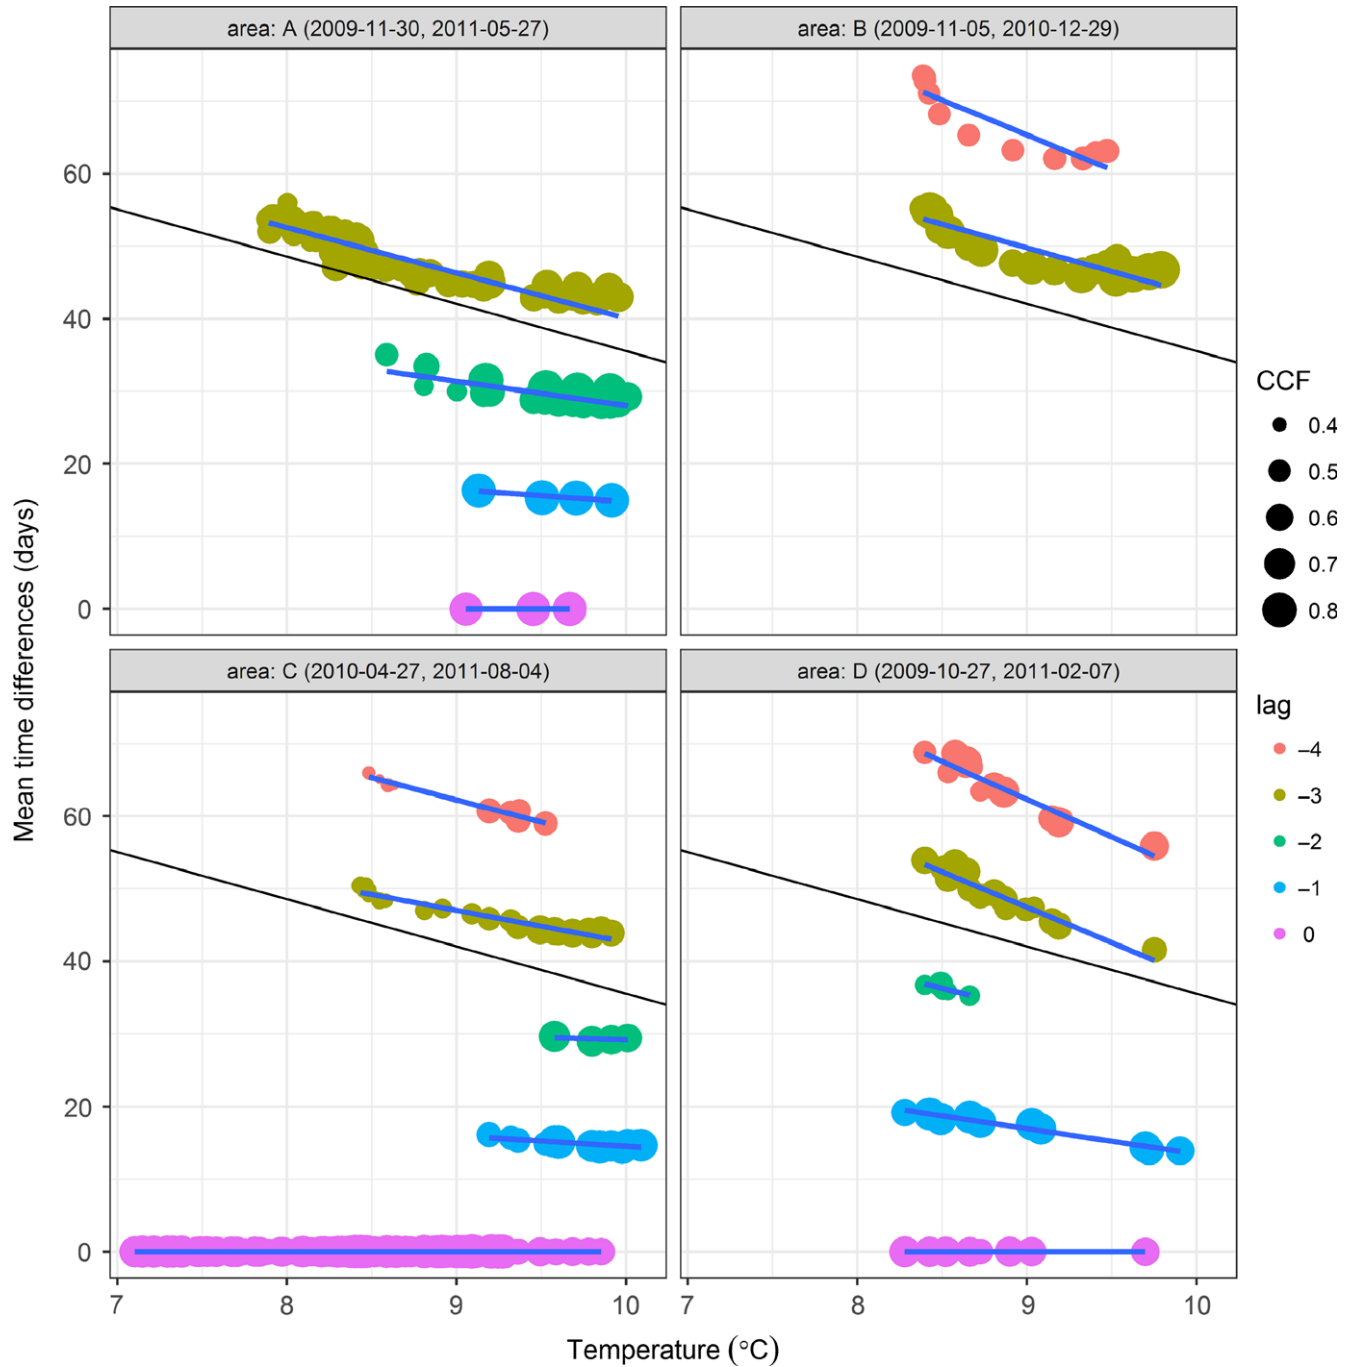 area: A (2009-11-30, 2011-05-27)
area: B (2009-11-05, 2010-12-29)
60
40
20
0
CCF
0.4
0.5
0.6
0.7
0.8
Mean time differences (days)
area: C (2010-04-27, 2011-08-04)
area: D (2009-10-27, 2011-02-07)
60
40
20
0
lag
−4
−3
−2
−1
0
7 8 9 10
7 8 9 10
Temperature (°C)